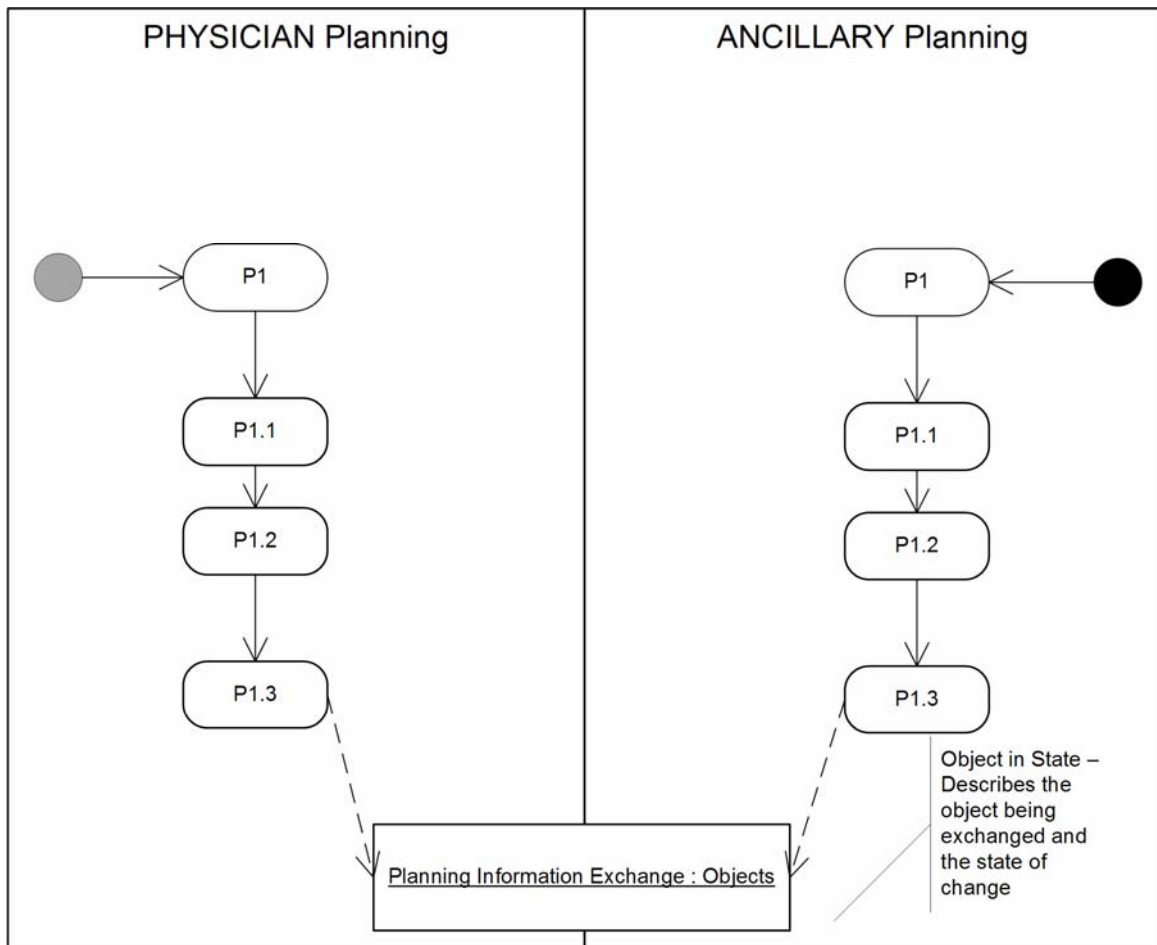 PHYSICIAN Planning
ANCILLARY Planning
P1
P1.1
P1.2
P1.3
P1
P1.1
P1.2
P1.3
Object in State –
Describes the
object being
exchanged and
the state of
change
Planning Information Exchange : Objects